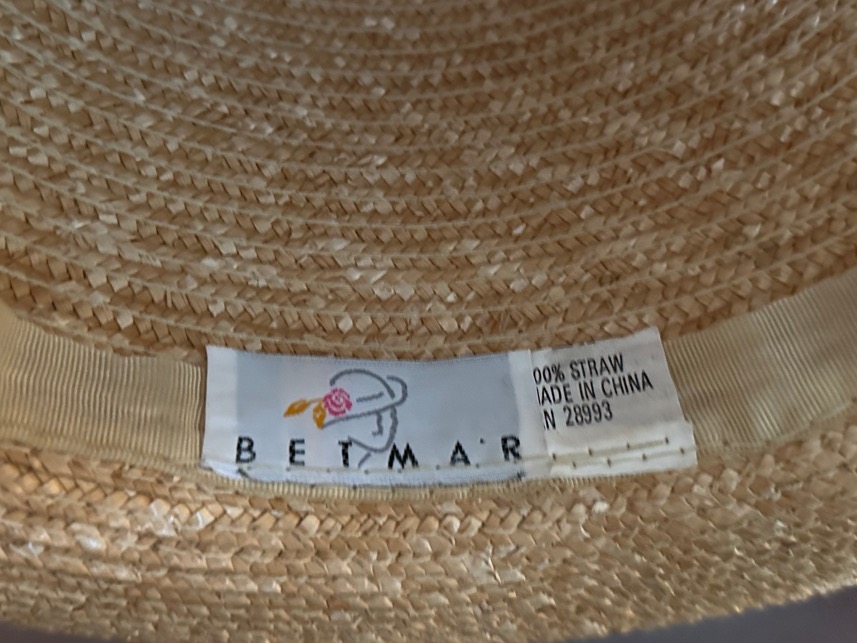 BETMAR
00% STRAW
ADE IN CHINA
N 28993